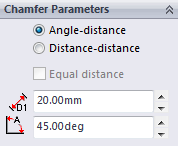 Chamfer Parameters
Angle-distance
Distance-distance
Equal distance
D1
20.00mm
A
45.00deg